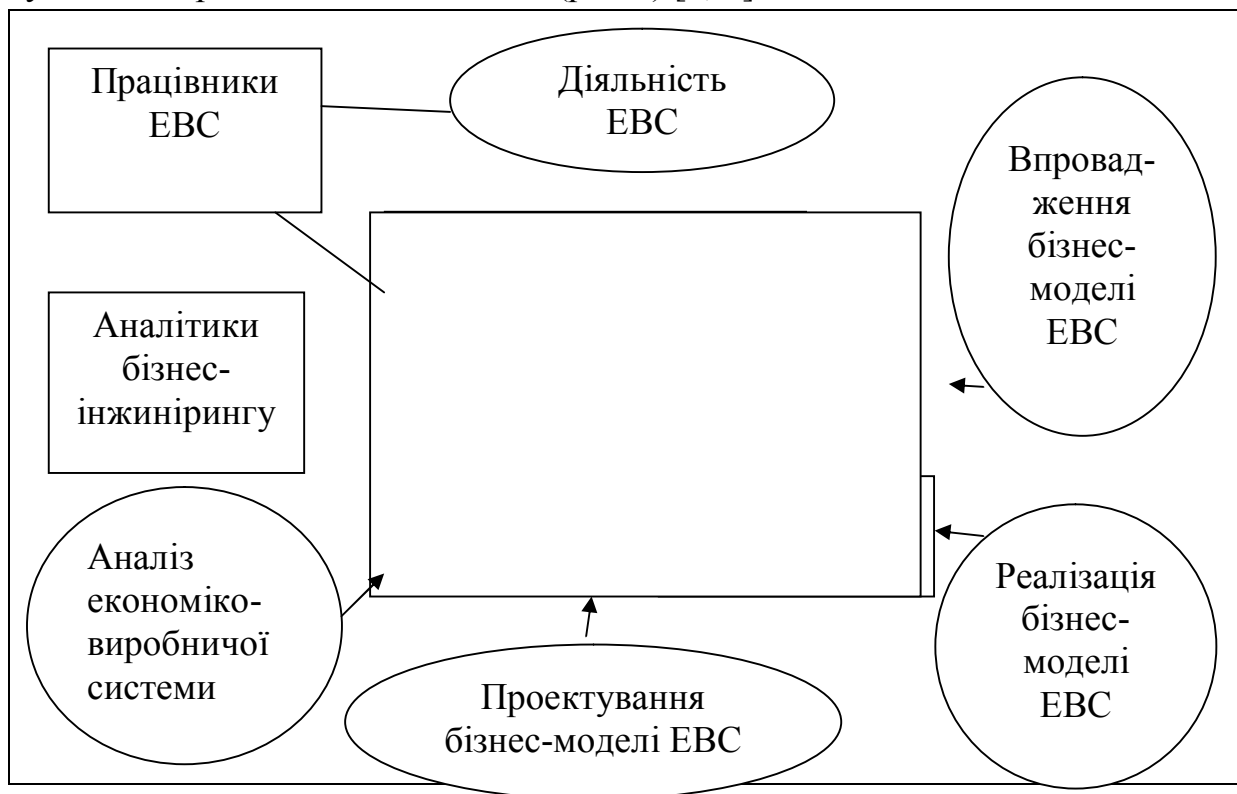 Працівники
ЕВС
Діяльність
ЕВС
Впровад-
ження
бізнес-
моделі
ЕВС
Аналітики
бізнес-
інжинірингу
Аналіз
економіко-
виробничої
системи
Проектування
бізнес-моделі ЕВС
Реалізація
бізнес-
моделі
ЕВС